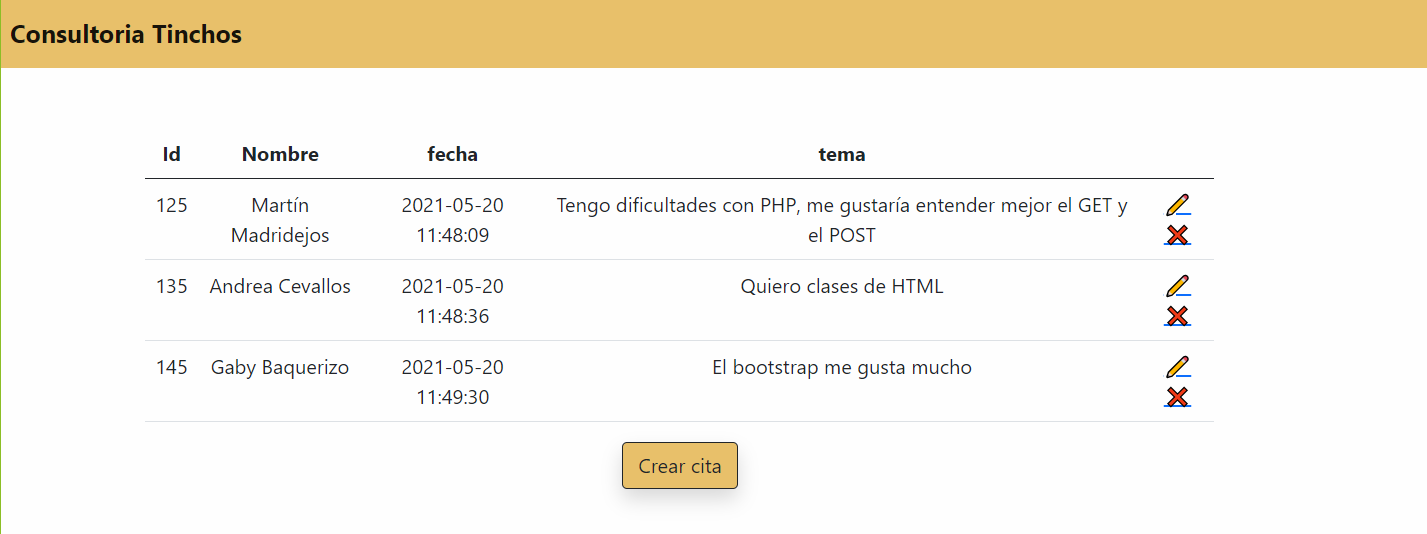 Consultoria Tinchos
Id Nombre fecha tema
125 Martín 2021-05-20 Tengo dificultades con PHP, me gustaría entender mejor el GET y
Madridejos 11:48:09 el POST
135 Andrea Cevallos 2021-05-20 Quiero clases de HTML
11:48:36
145 Gaby Baquerizo 2021-05-20 El bootstrap me gusta mucho
11:49:30
Crear cita